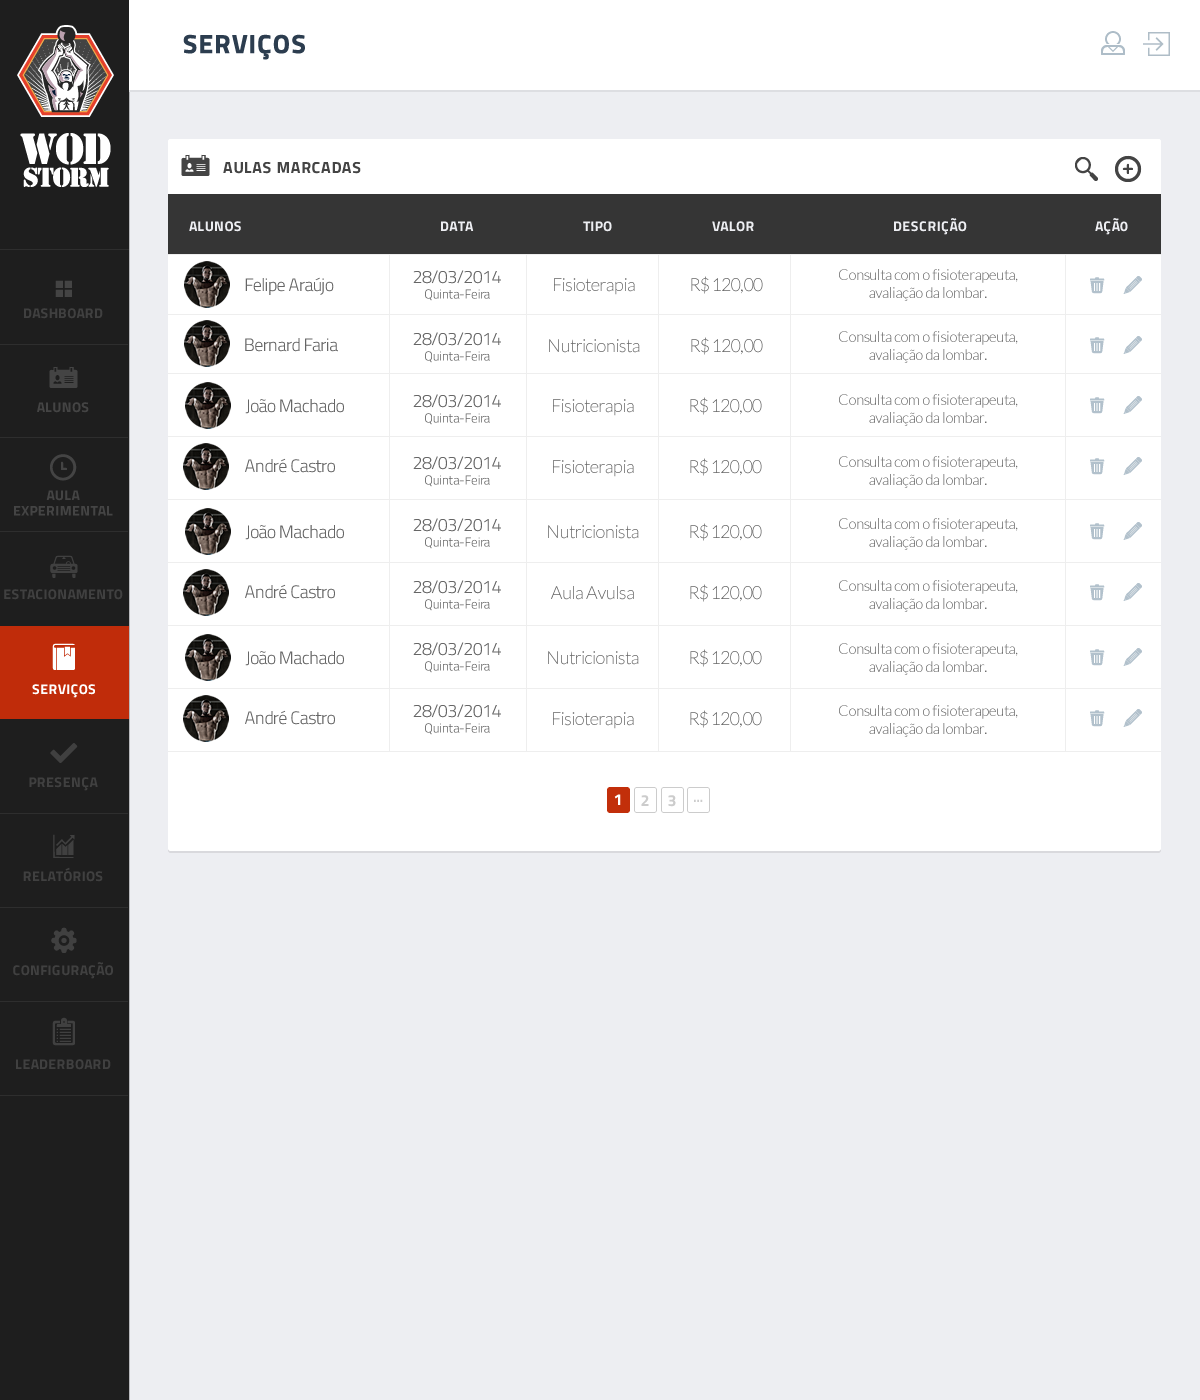 WOD
STORM
DASHBOARD
ALUNOS
AULA
EXPERIMENTAL
ESTACIONAMENTO
SERVIÇOS
PRESENÇA
RELATÓRIOS
CONFIGURAÇÃO
LEADERBOARD
SERVIÇOS
AULAS MARCADAS
ALUNOS DATA TIPO VALOR DESCRIÇÃO AÇÃO
Felipe Araújo 28/03/2014 Fisioterapia R$ 120,00 Consulta com o fisioterapeuta,
Quinta-Feira avaliação da lombar.
Bernard Faria 28/03/2014 Nutricionista R$ 120,00 Consulta com o fisioterapeuta,
Quinta-Feira avaliação da lombar.
João Machado 28/03/2014 Fisioterapia R$ 120,00 Consulta com o fisioterapeuta,
Quinta-Feira avaliação da lombar.
André Castro 28/03/2014 Fisioterapia R$ 120,00 Consulta com o fisioterapeuta,
Quinta-Feira avaliação da lombar.
João Machado 28/03/2014 Nutricionista R$ 120,00 Consulta com o fisioterapeuta,
Quinta-Feira avaliação da lombar.
André Castro 28/03/2014 Aula Avulsa R$ 120,00 Consulta com o fisioterapeuta,
Quinta-Feira avaliação da lombar.
João Machado 28/03/2014 Nutricionista R$ 120,00 Consulta com o fisioterapeuta,
Quinta-Feira avaliação da lombar.
André Castro 28/03/2014 Fisioterapia R$ 120,00 Consulta com o fisioterapeuta,
Quinta-Feira avaliação da lombar.
1 2 3 ...